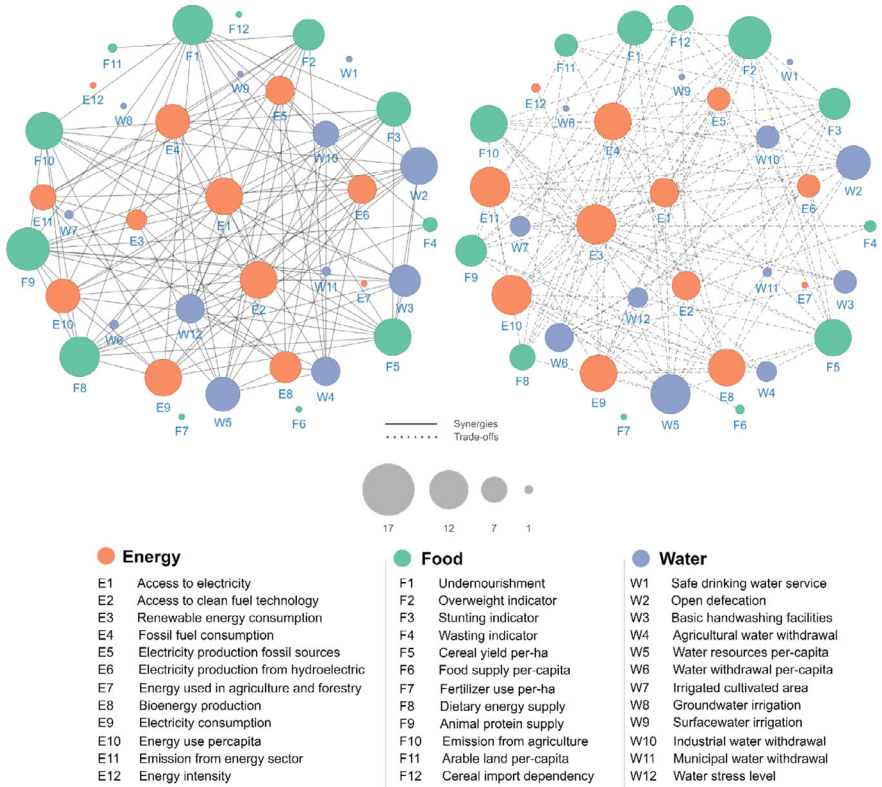 F12
F1
F11
F2
W1
W9
E12
E5
W8
F3
E4
W10
F10
W2
E6
E11
W7
E1
F4
E3
F9
W11
W3
E7
E2
E10
W12
W6
F5
F8
E8
W4
E9
W5
F7
F6
F1
F12
F2
F11
W1
W9
E12
E5
F3
W8
E4
W10
F10
W2
E6
E11
E1
F4
W7
E3
F9
W11
W3
E7
E2
W12
E10
W6
F5
F8
W4
E9
E8
W5
F6
F7
Synergies
Trade-offs
17 12 7 1
Energy
E1 Access to electricity
E2 Access to clean fuel technology
E3 Renewable energy consumption
E4 Fossil fuel consumption
E5 Electricity production fossil sources
E6 Electricity production from hydroelectric
E7 Energy used in agriculture and forestry
E8 Bioenergy production
E9 Electricity consumption
E10 Energy use percapita
E11 Emission from energy sector
E12 Energy intensity
Food
F1 Undernourishment
F2 Overweight indicator
F3 Stunting indicator
F4 Wasting indicator
F5 Cereal yield per-ha
F6 Food supply per-capita
F7 Fertilizer use per-ha
F8 Dietary energy supply
F9 Animal protein supply
F10 Emission from agriculture
F11 Arable land per-capita
F12 Cereal import dependency
Water
W1 Safe drinking water service
W2 Open defecation
W3 Basic handwashing facilities
W4 Agricultural water withdrawal
W5 Water resources per-capita
W6 Water withdrawal per-capita
W7 Irrigated cultivated area
W8 Groundwater irrigation
W9 Surfacewater irrigation
W10 Industrial water withdrawal
W11 Municipal water withdrawal
W12 Water stress level